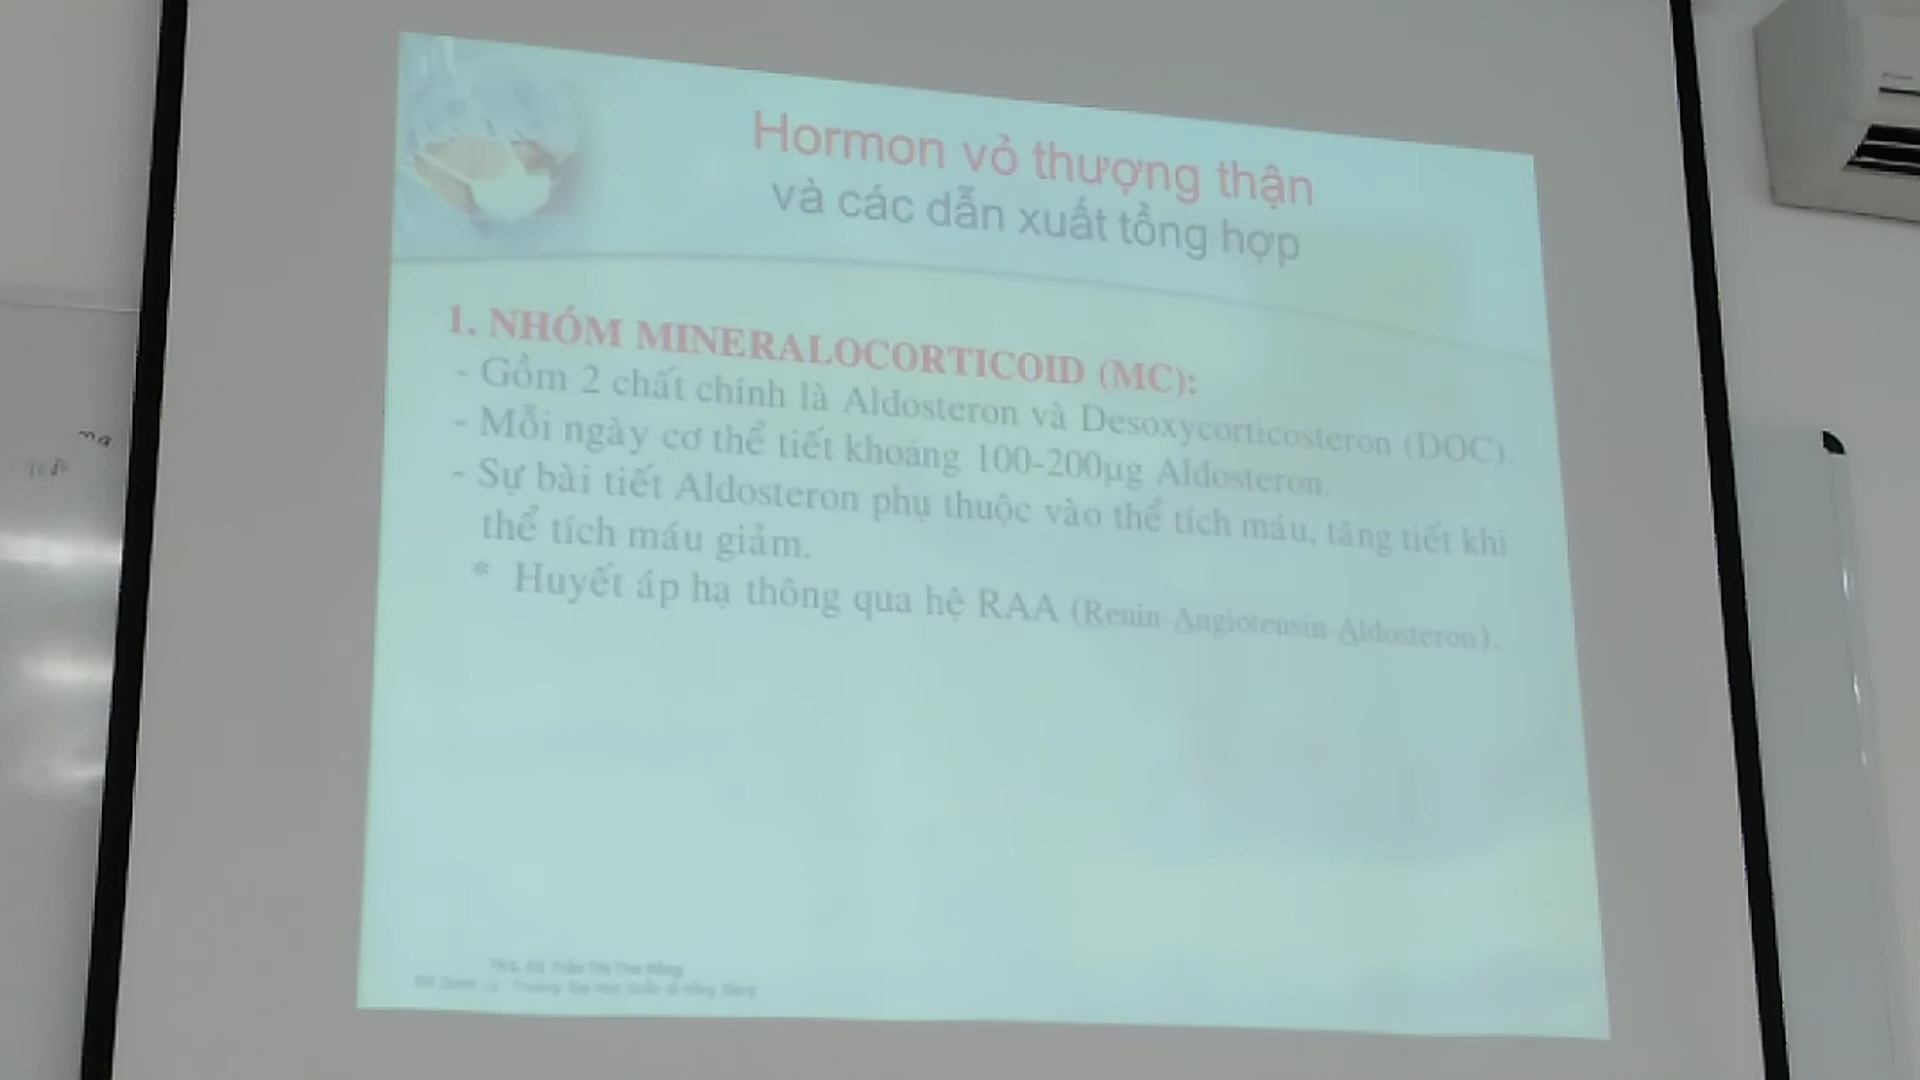 Hormon vỏ thượng thận
và các dẫn xuất tổng hợp
1. NHÓM MINERALOCORTICOID (MC):
- Gồm 2 chất chính là Aldosteron và Desoxycorticosteron (DOC).
- Mỗi ngày cơ thể tiết khoảng 100-200µg Aldosteron.
- Sự bài tiết Aldosteron phụ thuộc vào thể tích máu, tăng tiết khi
thể tích máu giảm.
* Huyết áp hạ thông qua hệ RAA (Renin-Angiotensin-Aldosteron).